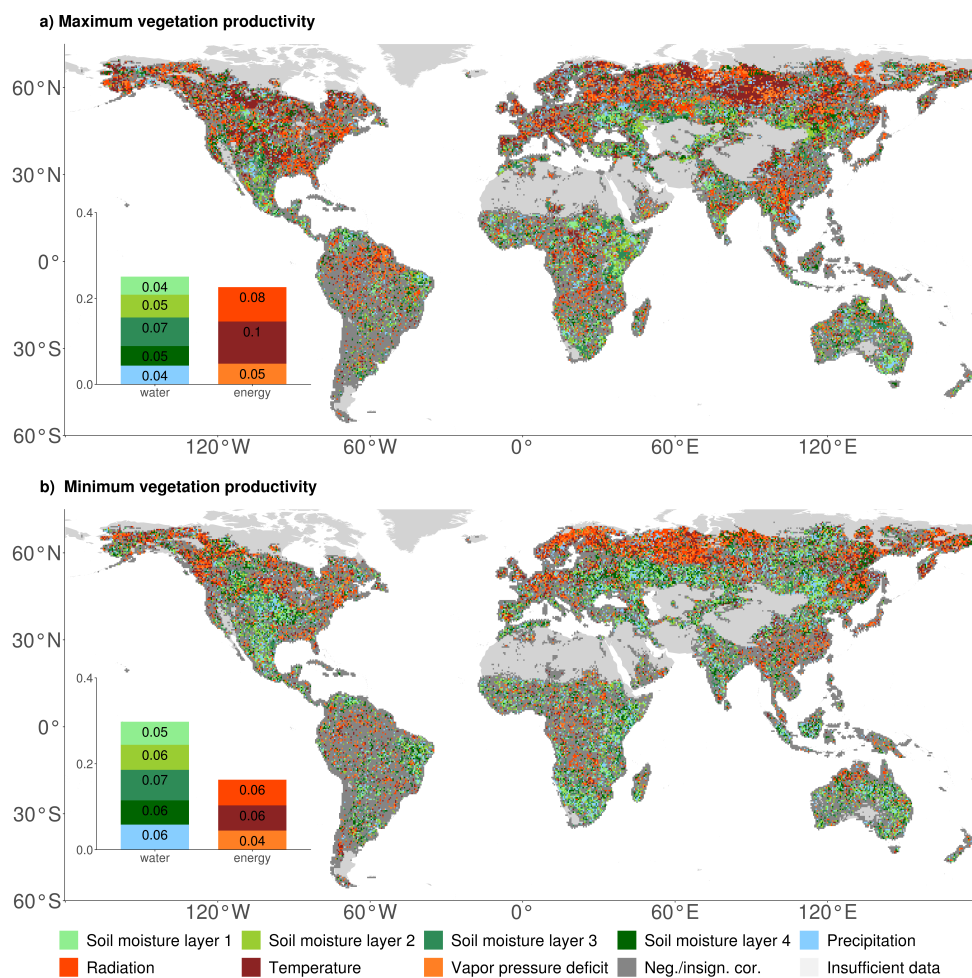 a) Maximum vegetation productivity
60°N
30°N
0°
30°S
60°S
0.4
0.2
0.0
0.04
0.05
0.07
0.05
0.04
0.08
0.1
0.05
water energy
120°W 60°W 0° 60°E 120°E
b) Minimum vegetation productivity
60°N
30°N
0°
30°S
60°S
0.4
0.2
0.0
0.05
0.06
0.07
0.06
0.06
0.06
0.06
0.04
water energy
120°W 60°W 0° 60°E 120°E
Soil moisture layer 1 Soil moisture layer 2 Soil moisture layer 3 Soil moisture layer 4 Precipitation
Radiation Temperature Vapor pressure deficit Neg./insign. cor. Insufficient data